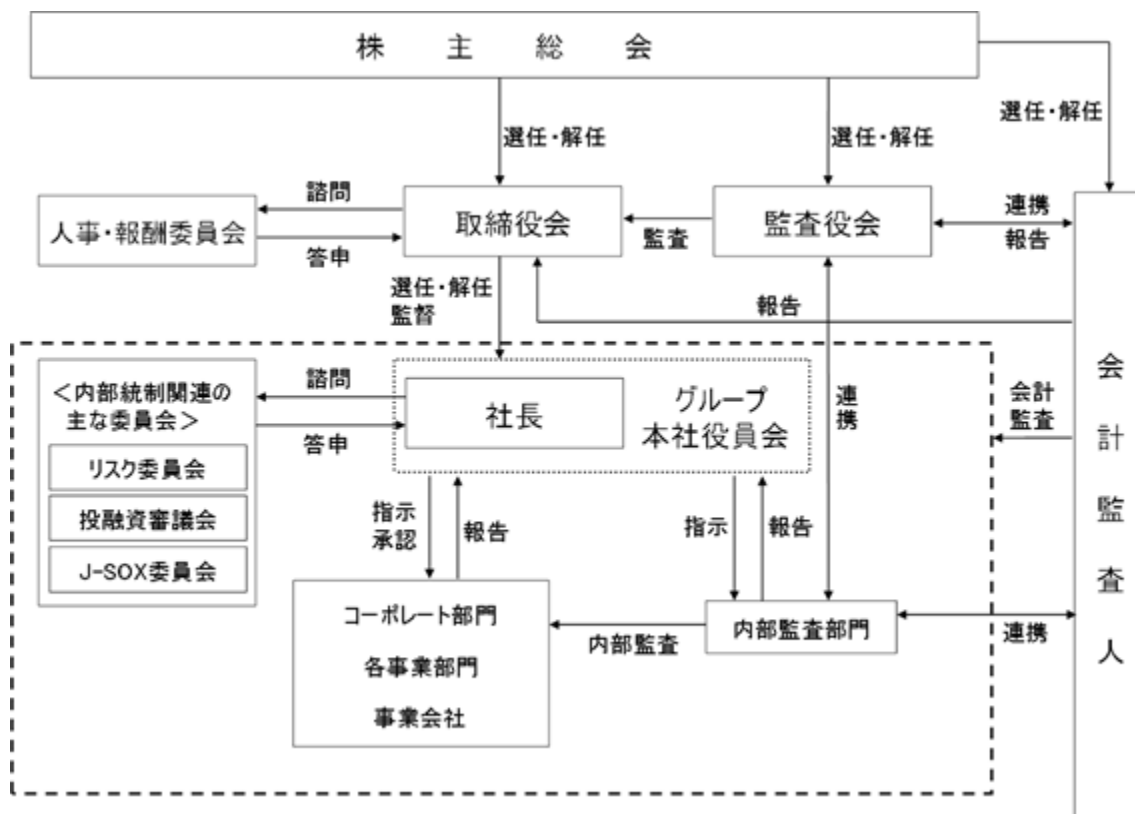 株主総会
選任・解任
選任・解任
選任・解任
諮問
人事・報酬委員会
答申
取締役会
監査
監査役会
連携
報告
選任・解任
監督
報告
会計監査人
＜内部統制関連の
主な委員会＞
リスク委員会
投融資審議会
J-SOX委員会
諮問
答申
社長
グループ
本社役員会
連携
会計
監査
指示
承認
報告
指示
報告
コーポレート部門
各事業部門
事業会社
内部監査
内部監査部門
連携